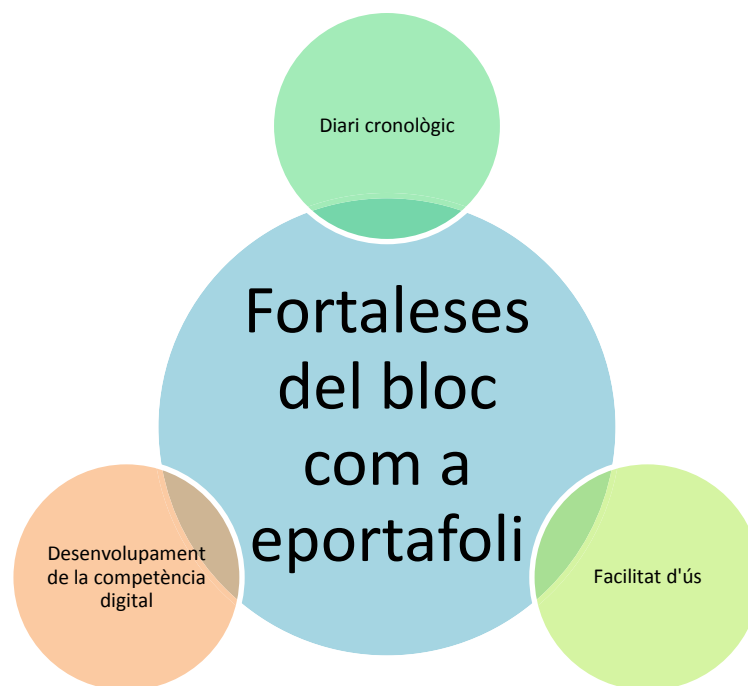 Diari cronològic
Fortaleses
del bloc
com a
eportafoli
Desenvolupament
de la competència
digital
Facilitat d'ús